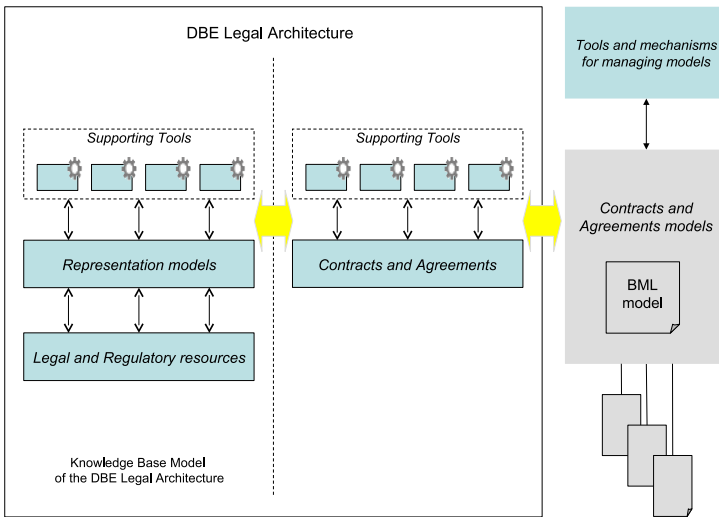 DBE Legal Architecture
Supporting Tools
Representation models
Legal and Regulatory resources
Knowledge Base Model
of the DBE Legal Architecture
Supporting Tools
Contracts and Agreements
Tools and mechanisms
for managing models
Contracts and
Agreements models
BML
model